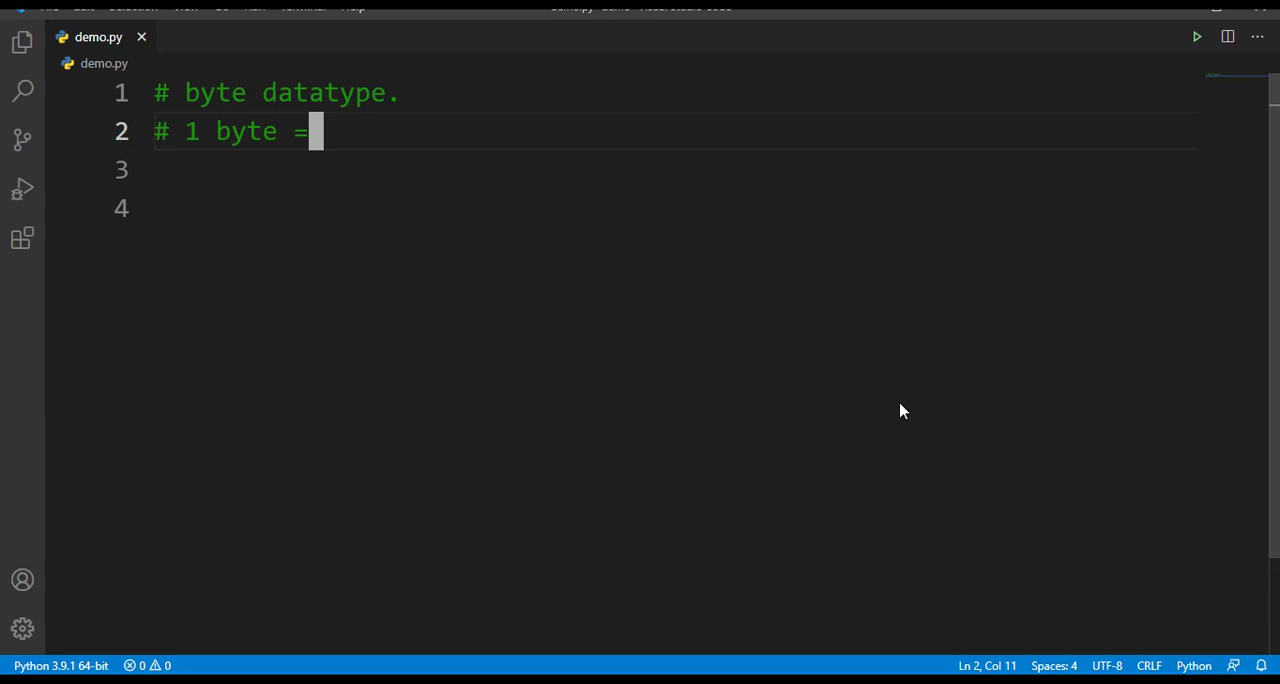 demo.py
demo.py
1 # byte datatype.
2 # 1 byte =
3
4
Python 3.9.1 64-bit 0 0 Ln 2, Col 11 Spaces: 4 UTF-8 CRLF Python